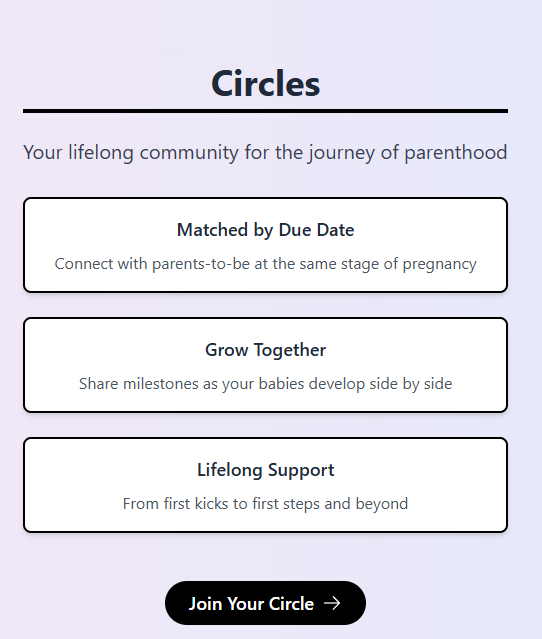 Circles
Your lifelong community for the journey of parenthood
Matched by Due Date
Connect with parents-to-be at the same stage of pregnancy
Grow Together
Share milestones as your babies develop side by side
Lifelong Support
From first kicks to first steps and beyond
Join Your Circle →